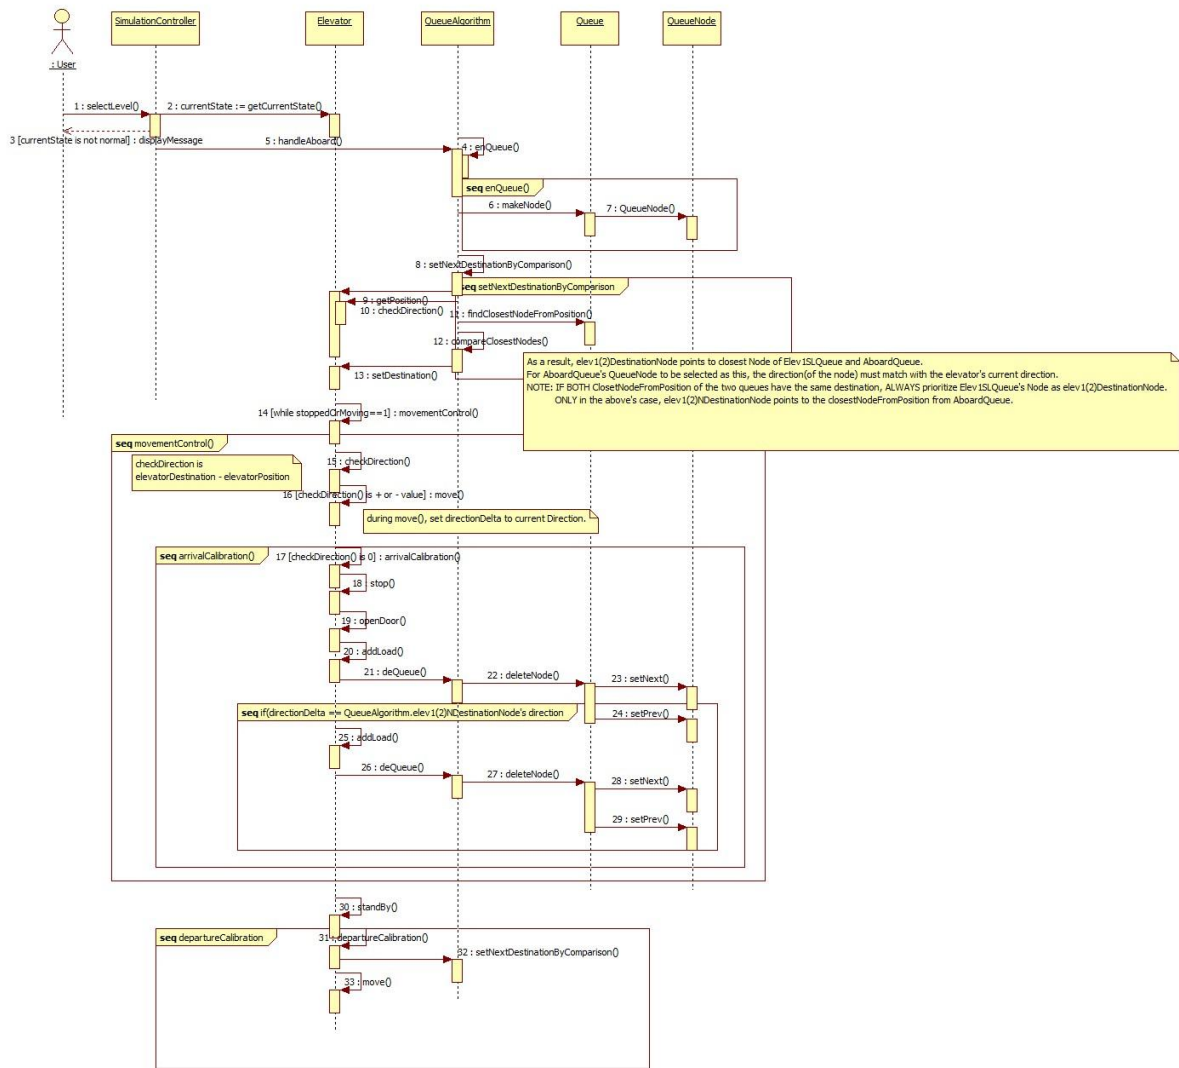 SimulationController
Elevator
QueueAlgorithm
Queue
QueueNode
: User
1 : selectLevel()
2 : currentState := getCurrentState()
3 [currentState is not normal] : displayMessage
5 : handleAboard()
4 : enQueue()
seq enQueue()
6 : makeNode()
7 : QueueNode()
8 : setNextDestinationByComparison()
seq setNextDestinationByComparison
9 : getPosition()
10 : checkDirection()
11 : findClosestNodeFromPosition()
12 : compareClosestNodes()
13 : setDestination()
As a result, elev1(2)DestinationNode points to closest Node of Elev1SLQueue and AboardQueue.
For AboardQueue's QueueNode to be selected as this, the direction(of the node) must match with the elevator's current direction.
NOTE: IF BOTH ClosetNodeFromPosition of the two queues have the same destination, ALWAYS prioritize Elev1SLQueue's Node as elev1(2)DestinationNode.
ONLY in the above's case, elev1(2)NDestinationNode points to the closestNodeFromPosition from AboardQueue.
14 [while stoppedOrMoving==1] : movementControl()
seq movementControl()
checkDirection is
elevatorDestination - elevatorPosition
15 : checkDirection()
16 [checkDirection() is + or - value] : move()
during move(), set directionDelta to current Direction.
seq arrivalCalibration()
17 [checkDirection() is 0] : arrivalCalibration()
18 : stop()
19 : openDoor()
20 : addLoad()
21 : deQueue()
22 : deleteNode()
23 : setNext()
seq if(directionDelta == QueueAlgorithm.elev1(2)NDestinationNode's direction
24 : setPrev()
25 : addLoad()
26 : deQueue()
27 : deleteNode()
28 : setNext()
29 : setPrev()
30 : standBy()
seq departureCalibration
31 : departureCalibration()
32 : setNextDestinationByComparison()
33 : move()